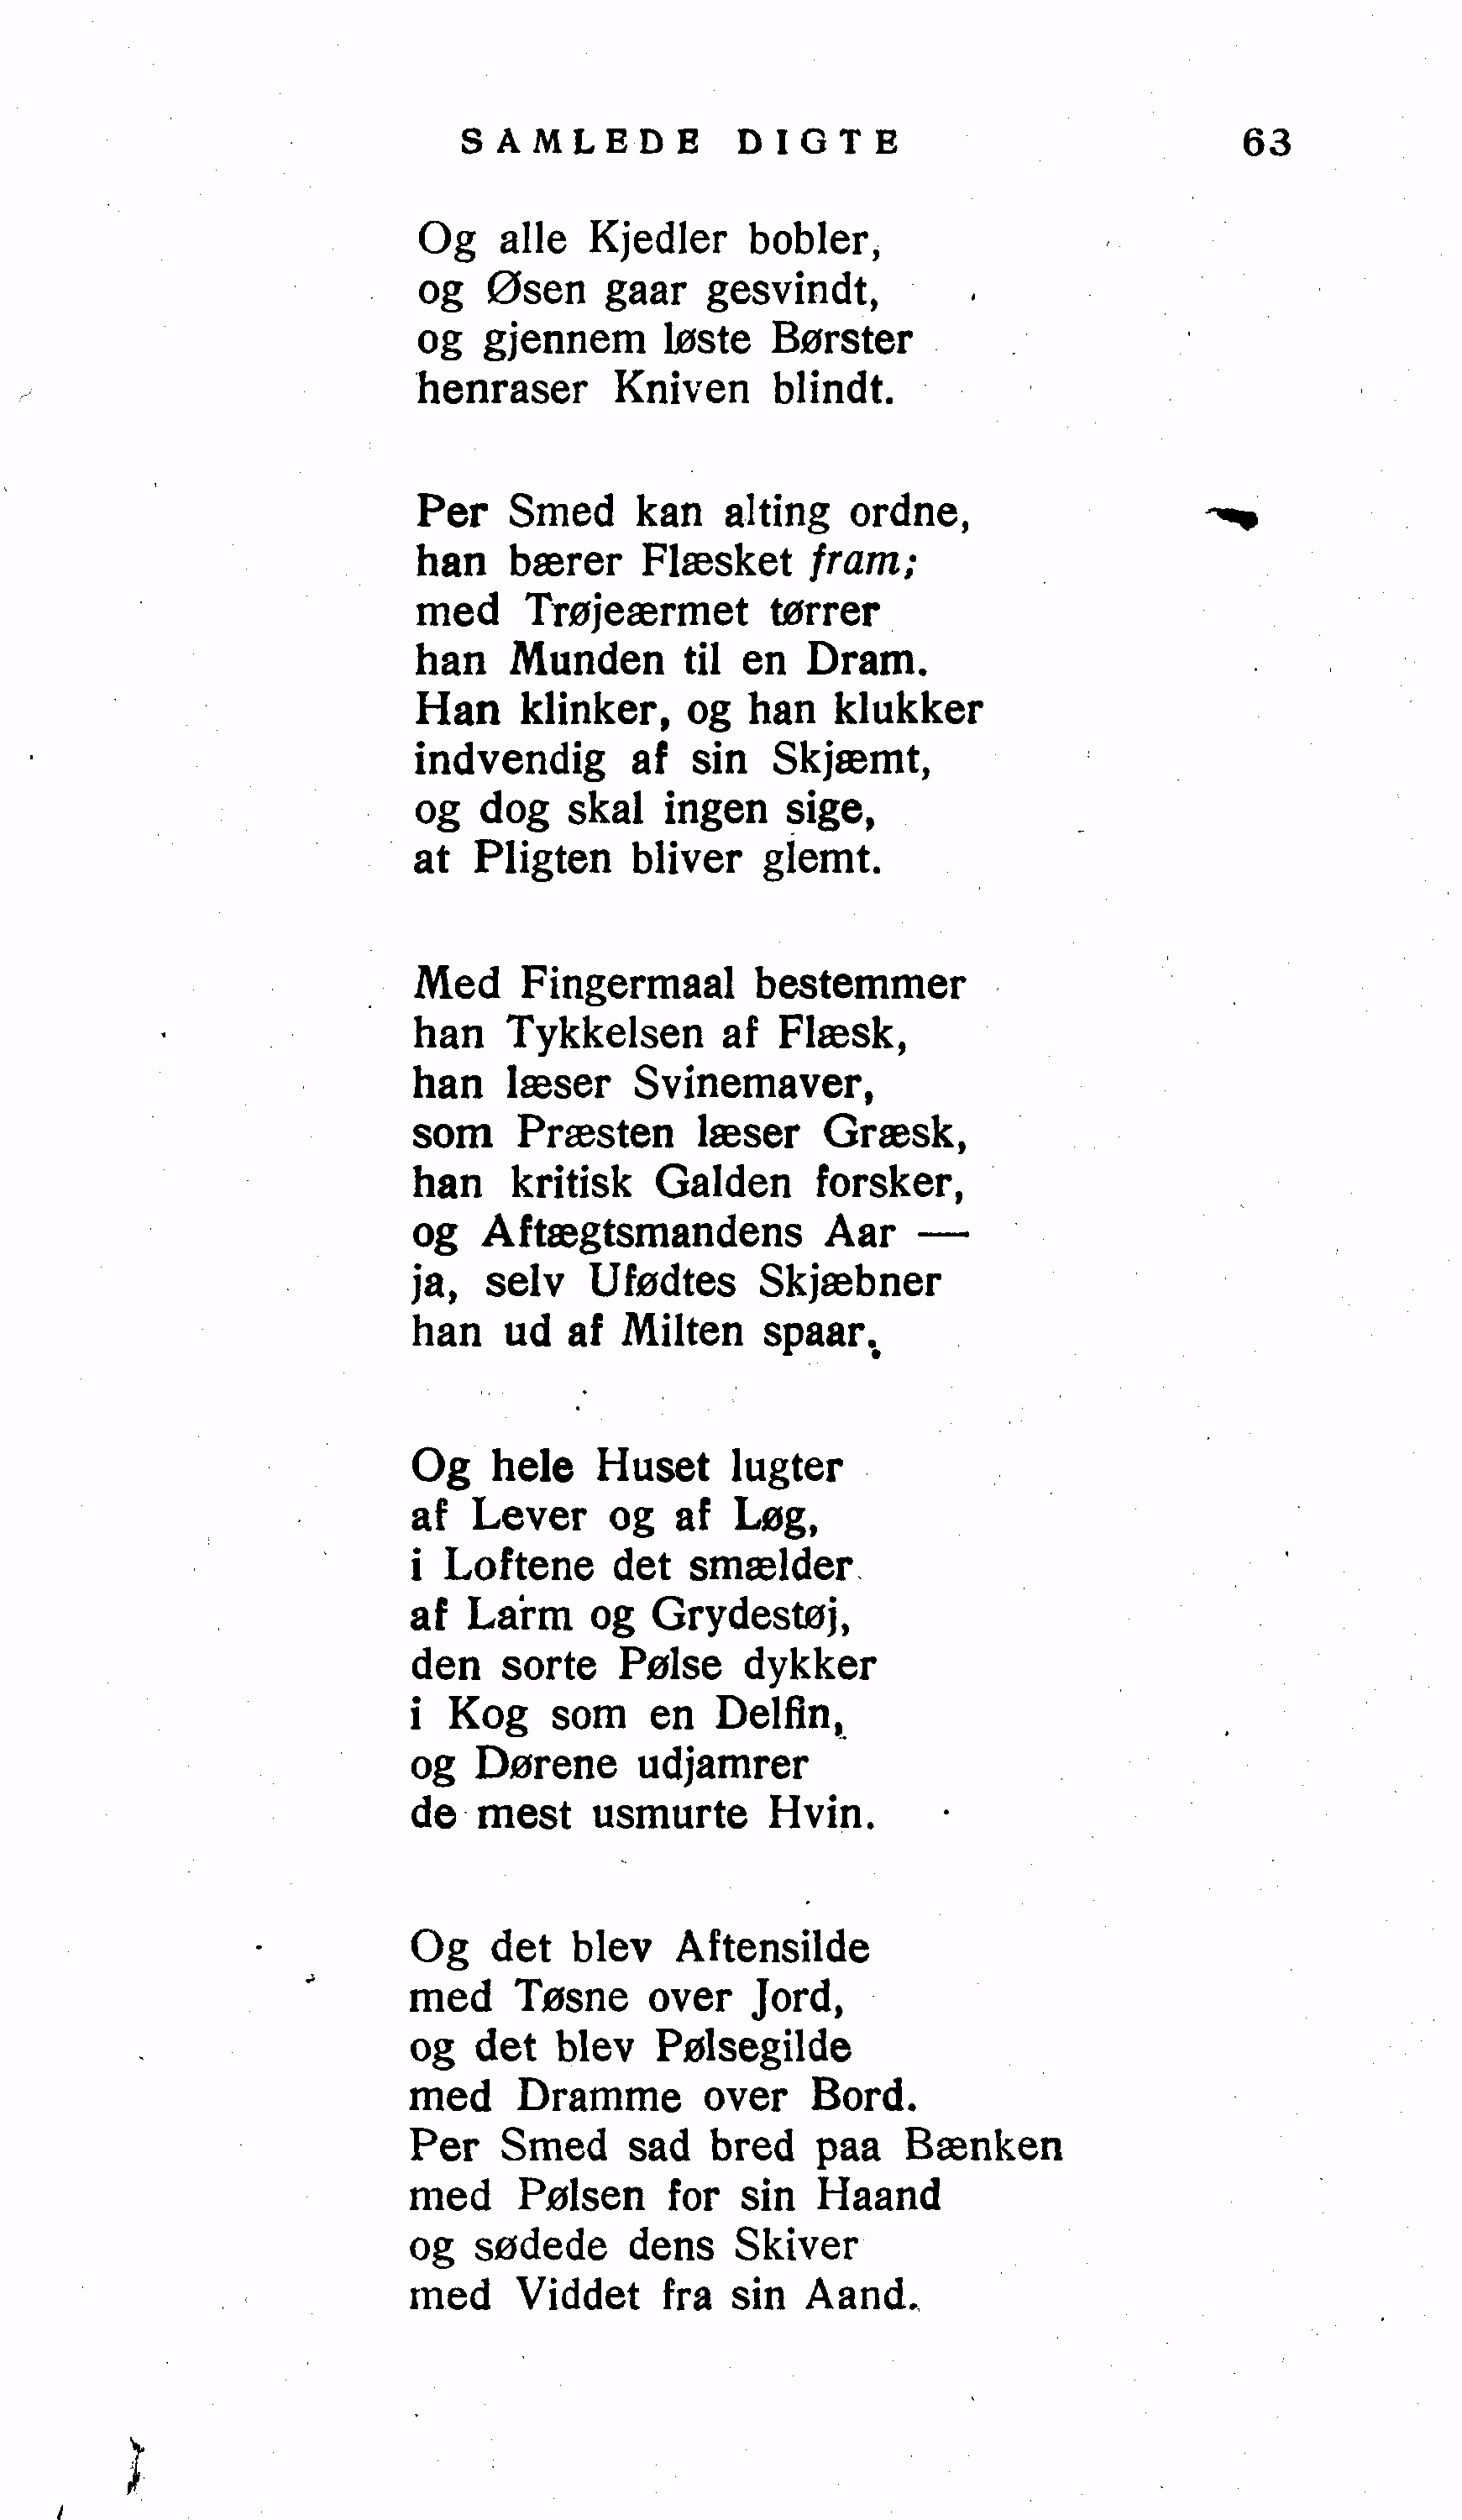 SAMLEDE DIGTE 63
Og alle Kjedler bobler,
og Øsen gaar gesvindt,
og gjennem løste Børster
henraser Kniven blindt.
Per Smed kan alting ordne,
han bærer Flæsket fram;
med Trøjeærmet tørrer
han Munden til en Dram.
Han klinker, og han klukker
indvendig af sin Skjæmt,
og dog skal ingen sige,
at Pligten bliver glemt.
Med Fingermaal bestemmer
han Tykkelsen af Flæsk,
han læser Svinemaver,
som Præsten læser Græsk,
han kritisk Galden forsker,
og Aftægtsmandens Aar —
ja, selv Ufødtes Skjæbner
han ud af Milten spaar.
Og hele Huset lugter
af Lever og af Løg,
i Loftene det smælder
af Larm og Grydestøj,
den sorte Pølse dykker
i Kog som en Delfin,
og Dørene udjamrer
de mest usmurte Hvin.
Og det blev Aftensilde
med Tøsne over Jord,
og det blev Pølsegilde
med Dramme over Bord.
Per Smed sad bred paa Bænken
med Pølsen for sin Haand
og sødede dens Skiver
med Viddet fra sin Aand.